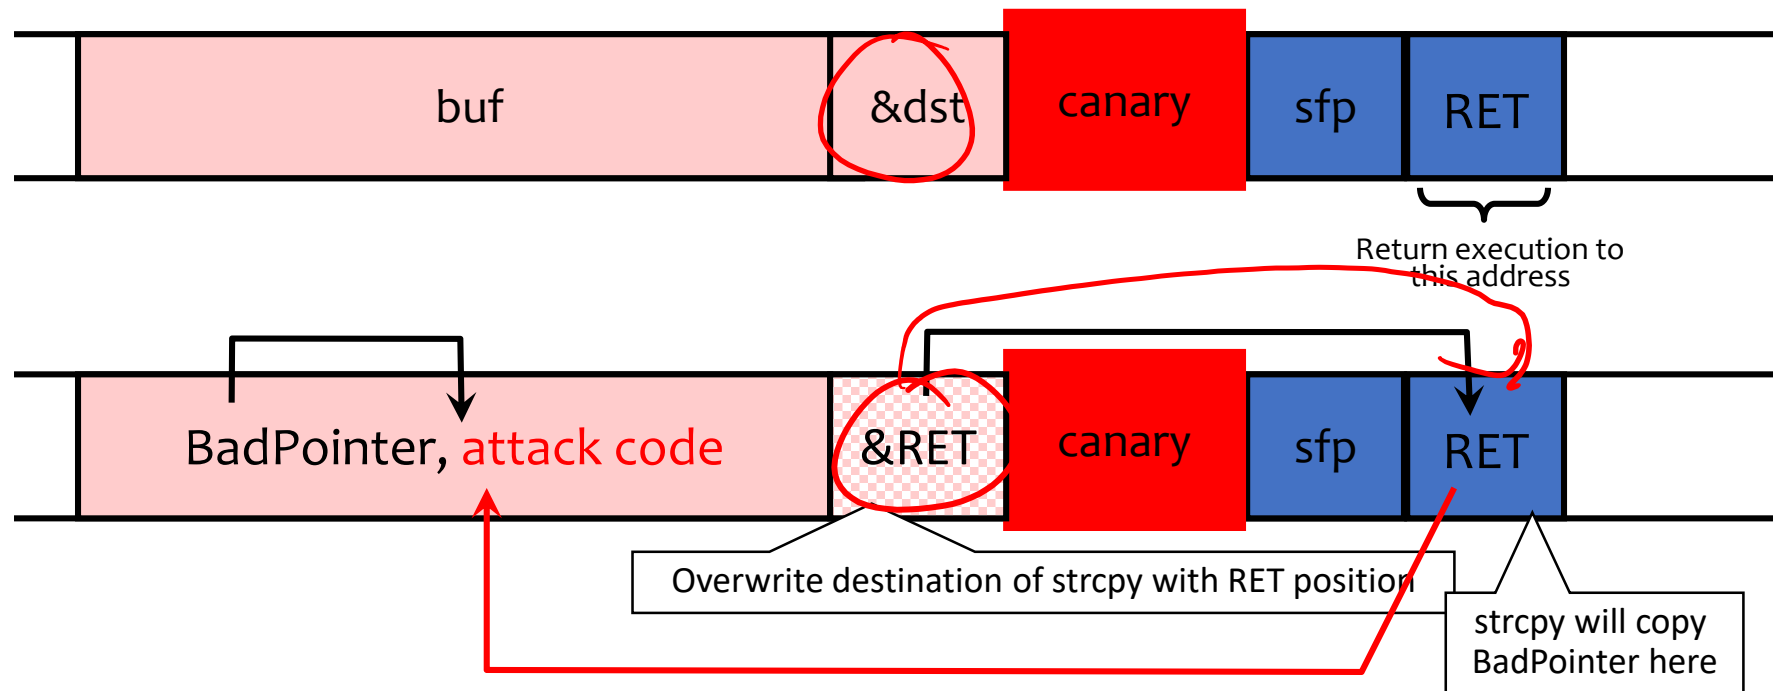 buf
&dst
canary
sfp
RET
Return execution to
this address
BadPointer, attack code
&RET
canary
sfp
RET
Overwrite destination of strcpy with RET position
strcpy will copy
BadPointer here